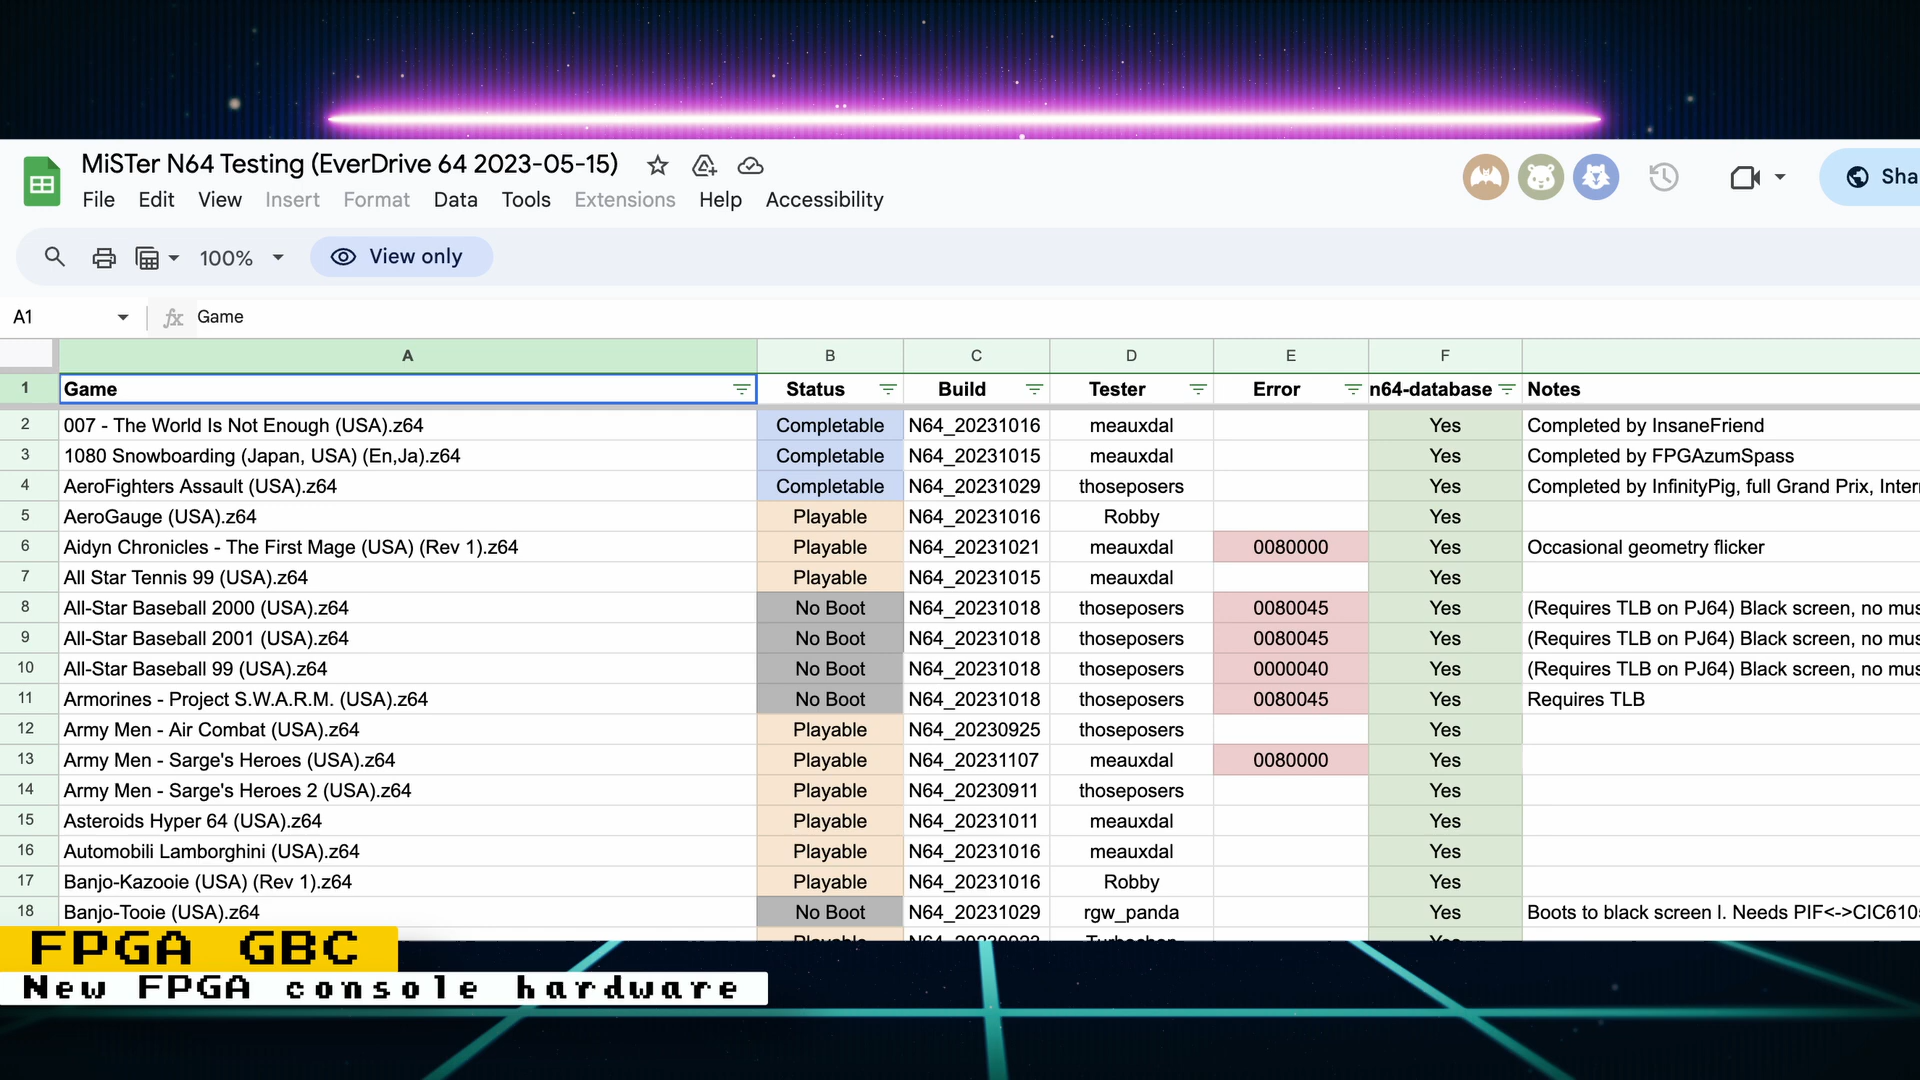 MiSTer N64 Testing (EverDrive 64 2023-05-15)
File Edit View Insert Format Data Tools Extensions Help Accessibility
Sha
100% View only
A1 fx Game
A B C D E F
1 Game Status Build Tester Error n64-database Notes
2 007 - The World Is Not Enough (USA).z64 Completable N64_20231016 meauxdal Yes Completed by InsaneFriend
3 1080 Snowboarding (Japan, USA) (En,Ja).z64 Completable N64_20231015 meauxdal Yes Completed by FPGAzumSpass
4 AeroFighters Assault (USA).z64 Completable N64_20231029 thoseposers Yes Completed by InfinityPig, full Grand Prix, Inter
5 AeroGauge (USA).z64 Playable N64_20231016 Robby Yes
6 Aidyn Chronicles - The First Mage (USA) (Rev 1).z64 Playable N64_20231021 meauxdal 0080000 Yes Occasional geometry flicker
7 All Star Tennis 99 (USA).z64 Playable N64_20231015 meauxdal Yes
8 All-Star Baseball 2000 (USA).z64 No Boot N64_20231018 thoseposers 0080045 Yes (Requires TLB on PJ64) Black screen, no mus
9 All-Star Baseball 2001 (USA).z64 No Boot N64_20231018 thoseposers 0080045 Yes (Requires TLB on PJ64) Black screen, no mus
10 All-Star Baseball 99 (USA).z64 No Boot N64_20231018 thoseposers 0000040 Yes (Requires TLB on PJ64) Black screen, no mus
11 Armorines - Project S.W.A.R.M. (USA).z64 No Boot N64_20231018 thoseposers 0080045 Yes Requires TLB
12 Army Men - Air Combat (USA).z64 Playable N64_20230925 thoseposers Yes
13 Army Men - Sarge's Heroes (USA).z64 Playable N64_20231107 meauxdal 0080000 Yes
14 Army Men - Sarge's Heroes 2 (USA).z64 Playable N64_20230911 thoseposers Yes
15 Asteroids Hyper 64 (USA).z64 Playable N64_20231011 meauxdal Yes
16 Automobili Lamborghini (USA).z64 Playable N64_20231016 meauxdal Yes
17 Banjo-Kazooie (USA) (Rev 1).z64 Playable N64_20231016 Robby Yes
18 Banjo-Tooie (USA).z64 No Boot N64_20231029 rgw_panda Yes Boots to black screen I. Needs PIF<->CIC610
FPGA GBC
New FPGA console hardware